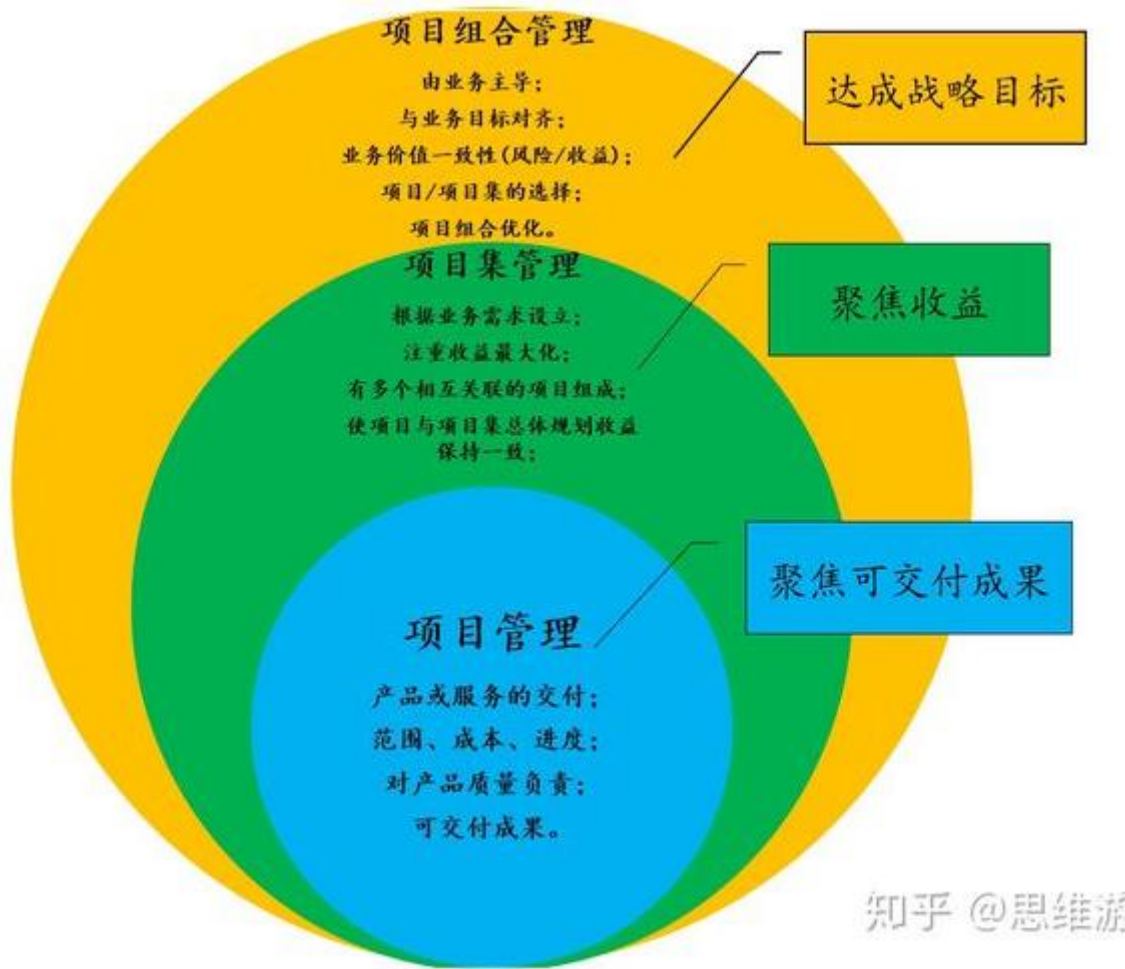 项目组合管理
由业务主导；
与业务目标对齐；
业务价值一致性(风险/收益)；
项目/项目集的选择；
项目组合优化。
达成战略目标
项目集管理
根据业务需求设立；
注重收益最大化；
有多个相互关联的项目组成；
使项目与项目集总体规划收益
保持一致；
聚焦收益
项目管理
产品或服务的交付；
范围、成本、进度；
对产品质量负责；
可交付成果。
聚焦可交付成果
知乎 @思维游